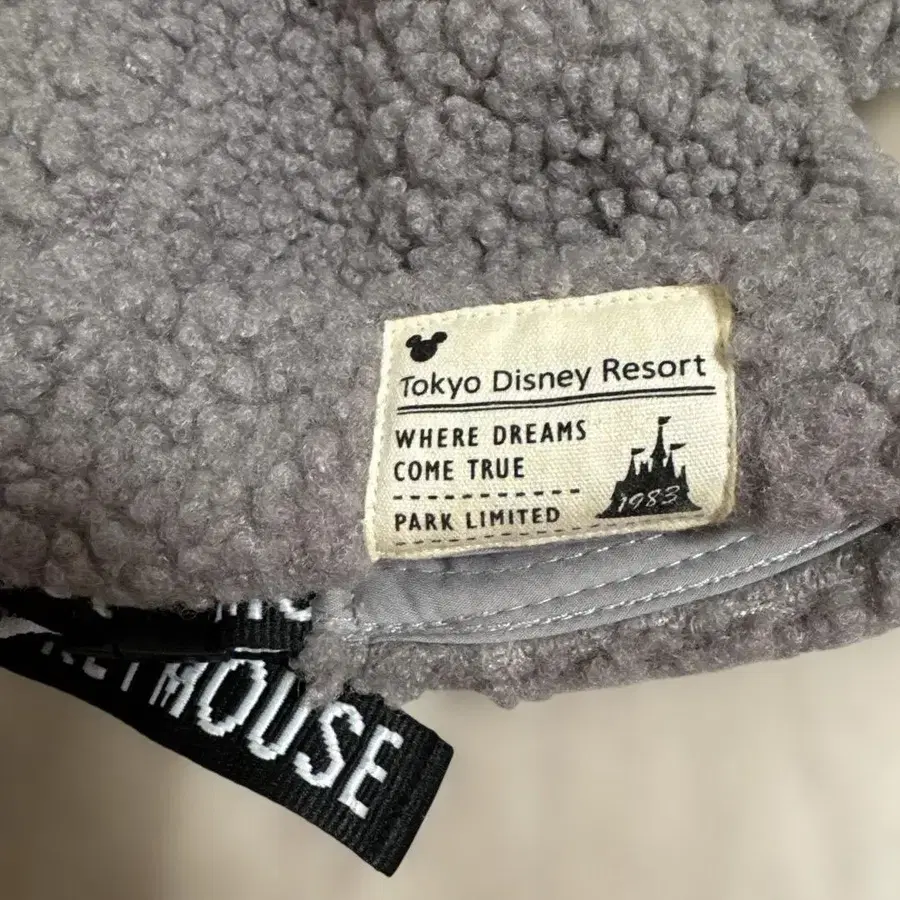 Tokyo Disney Resort
WHERE DREAMS
COME TRUE
PARK LIMITED
1983
MOUSE